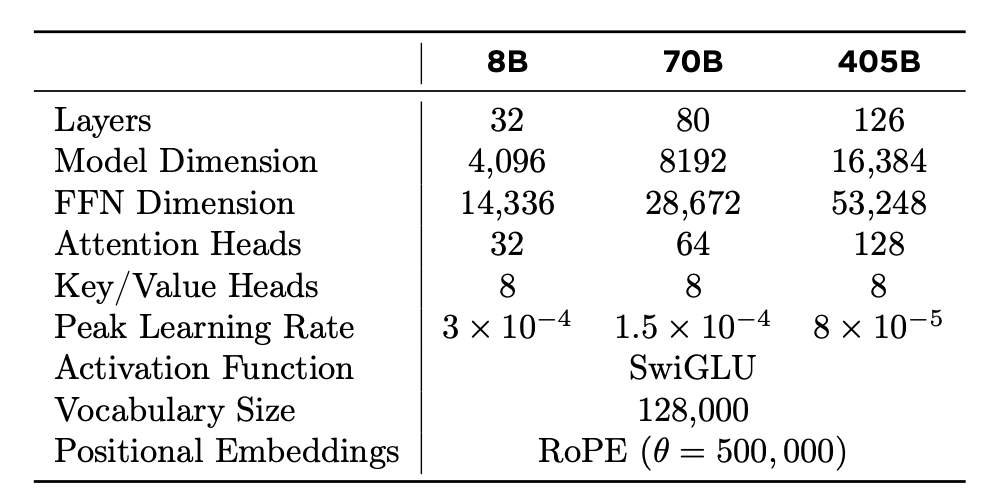 8B 70B 405B
Layers 32 80 126
Model Dimension 4,096 8192 16,384
FFN Dimension 14,336 28,672 53,248
Attention Heads 32 64 128
Key/Value Heads 8 8 8
Peak Learning Rate 3 × 10⁻⁴ 1.5 × 10⁻⁴ 8 × 10⁻⁵
Activation Function SwiGLU
Vocabulary Size 128,000
Positional Embeddings RoPE (θ = 500, 000)